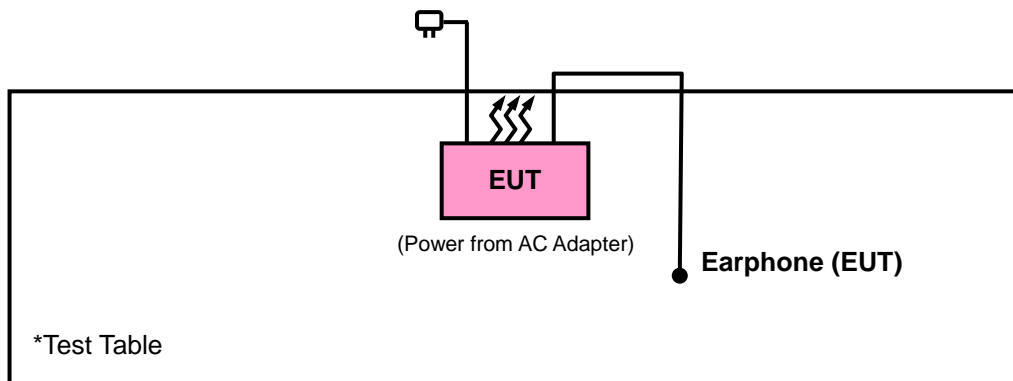 EUT
(Power from AC Adapter)
Earphone (EUT)
*Test Table